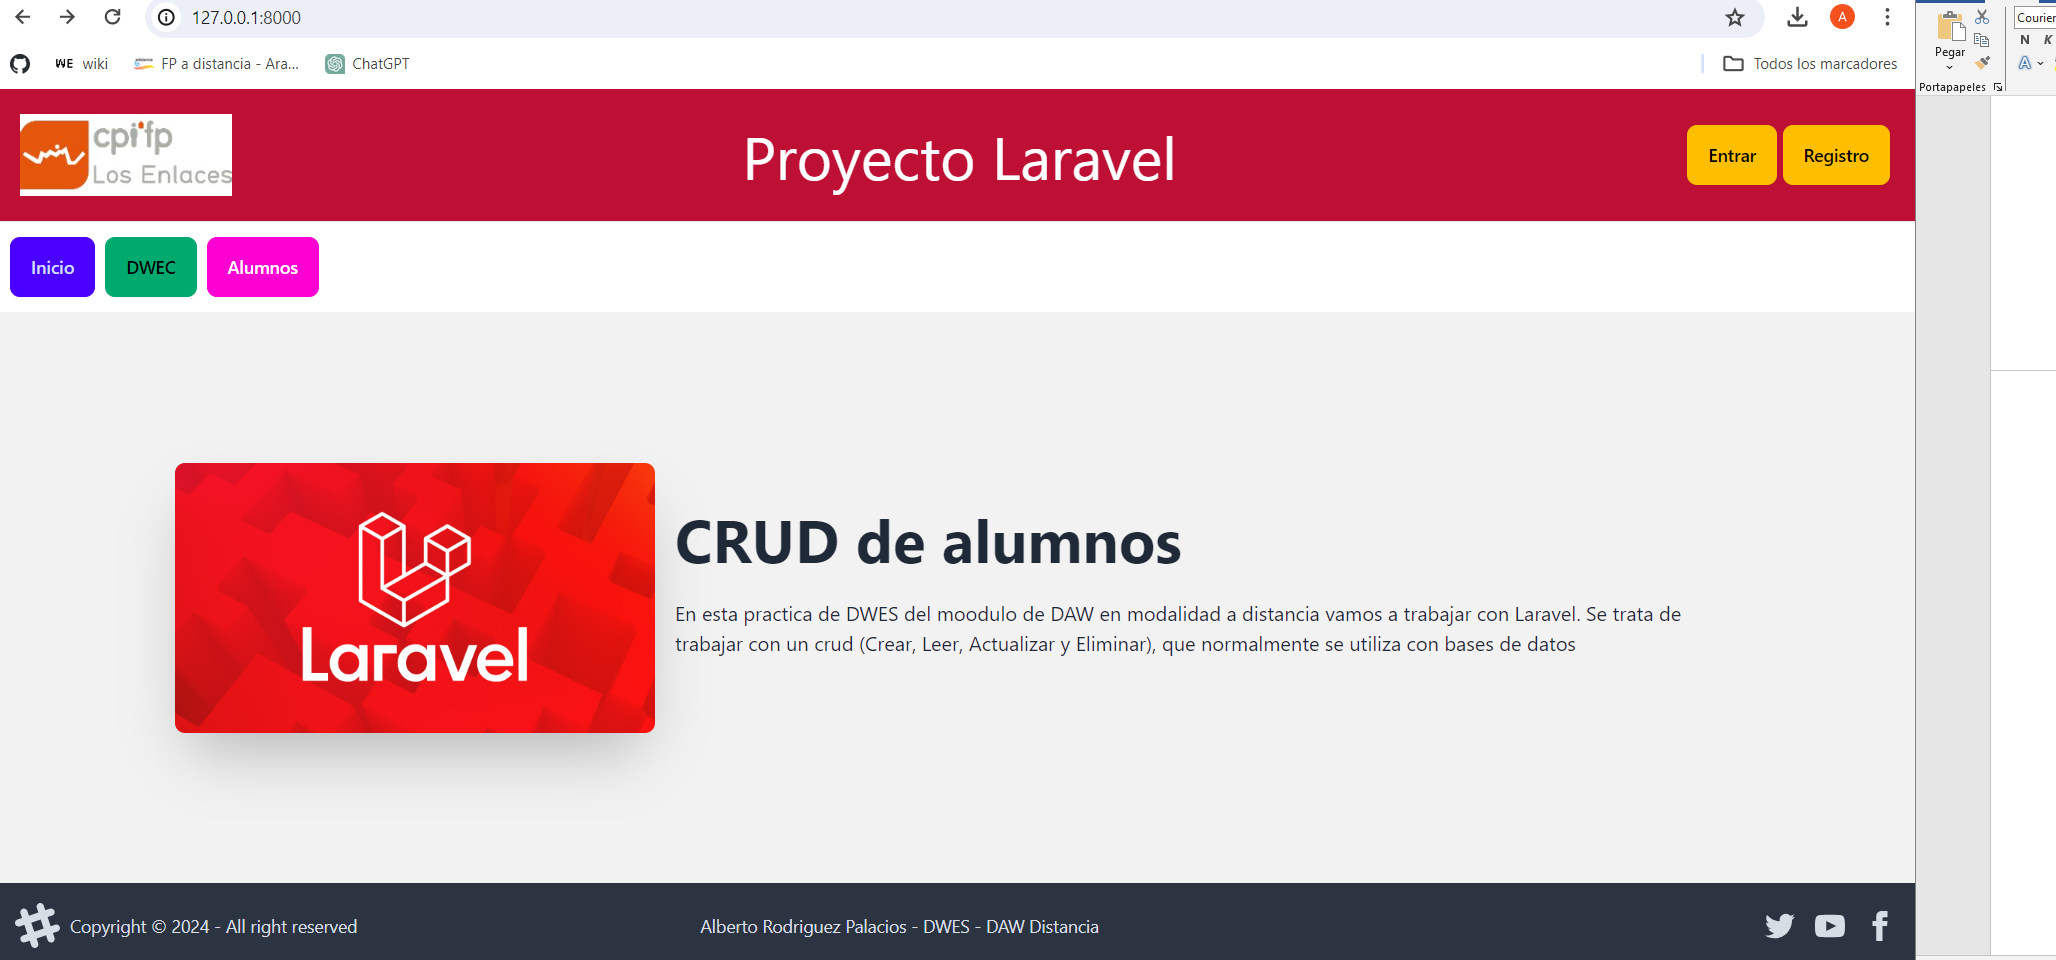 127.0.0.1:8000
A
WE wiki
FP a distancia - Ara...
ChatGPT
Todos los marcadores
Courier
Pegar
N K
A
Portapapeles
cpifp
Los Enlaces
Proyecto Laravel
Entrar
Registro
Inicio
DWEC
Alumnos
Laravel
CRUD de alumnos
En esta practica de DWES del moodulo de DAW en modalidad a distancia vamos a trabajar con Laravel. Se trata de
trabajar con un crud (Crear, Leer, Actualizar y Eliminar), que normalmente se utiliza con bases de datos
Copyright © 2024 - All right reserved
Alberto Rodriguez Palacios - DWES - DAW Distancia